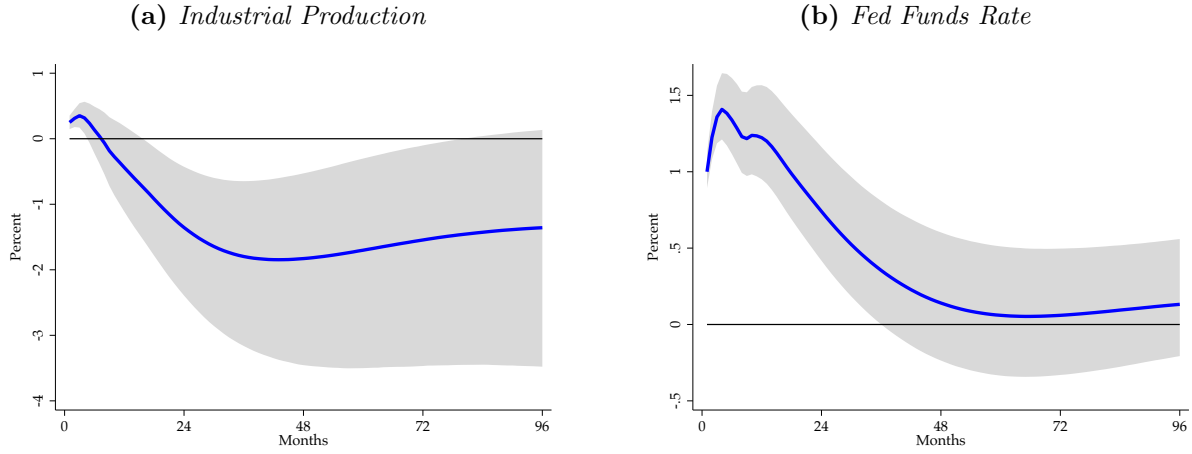 (a) Industrial Production
Percent
1
0
-1
-2
-3
-4
0 24 48 72 96
Months
(b) Fed Funds Rate
Percent
1.5
1
.5
0
-.5
0 24 48 72 96
Months